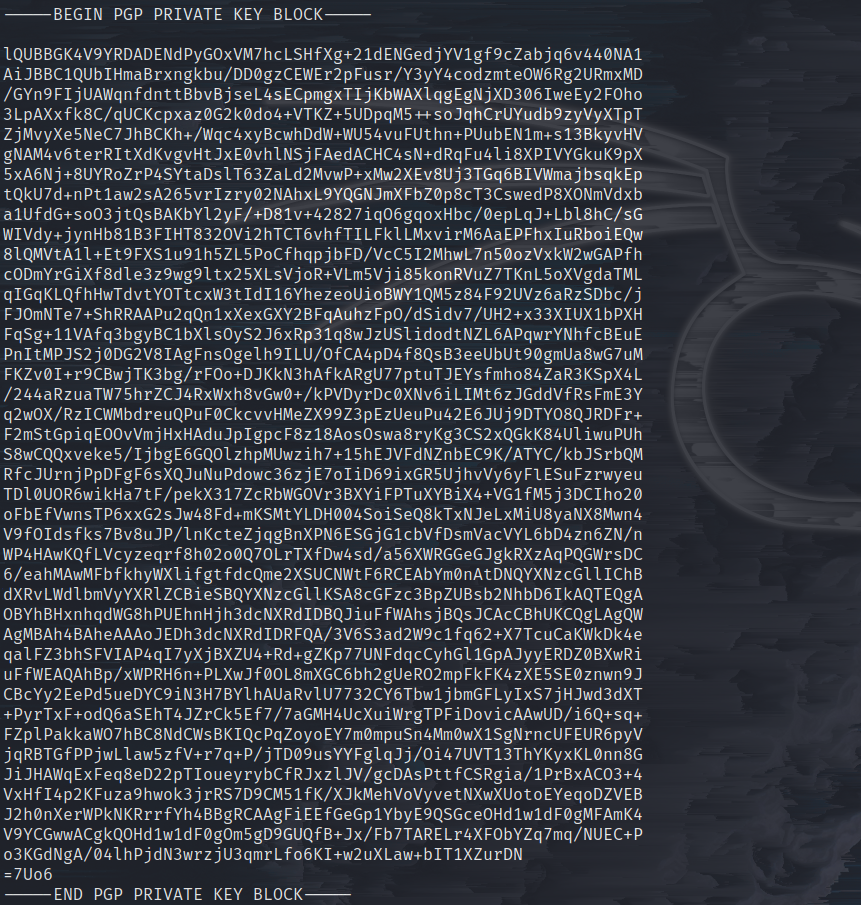 -----BEGIN PGP PRIVATE KEY BLOCK-----
lQUBBGK4V9YRDADENdPyGOxVM7hcLSHfXg+21dENGedjYV1gf9cZabjq6v440NA1
AiJBBC1QUbIHmaBrxngkbu/DD0gzCEWEr2pFusr/Y3yY4codzmteOW6Rg2URmxMD
/GYn9FIjUAWqnfdnttBbvBjseL4sECpmgxTIjKbWAXlqgEgNjXD306IweEy2FOho
3LpAXxfk8C/qUCKcpxaz0G2k0do4+VTKZ+5UDpqM5++soJqhCrUYudb9zyVyXTpT
ZjMvyXe5NeC7JhBCKh+/Wqc4xyBcwhDdW+WU54vuFUthn+PUubEN1m+s13BkyvHV
gNAM4v6terRItXdKvgvHtJxE0vhlNSjFAedACHC4sN+dRqFu4li8XPIVYGkuK9pX
5xA6Nj+8UYRoZrP4SYtaDslT63ZaLd2MvwP+xMw2XEv8Uj3TGq6BIVWmajbsqkEp
tQkU7d+nPt1aw2sA265vrIzry02NAhxL9YQGNJmXFbZ0p8cT3CswedP8XONmVdxb
a1UfdG+soO3jtQsBAKbYl2yF/+D81v+42827iqO6gqoxHbc/0epLqJ+Lbl8hC/sG
WIVdy+jynHb81B3FIHT832OVi2hTCT6vhfTILFklLMxvirM6AaEPFhxIuRboiEQw
8lQMVtA1l+Et9FXS1u91h5ZL5PoCfhqpjbFD/VcC5I2MhwL7n50ozVxkW2wGAPfh
cODmYrGiXf8dle3z9wg9ltx25XLsVjoR+VLm5Vji85konRVuZ7TKnL5oXVgdaTML
qIGqKLQfhHwTdvtYOTtcxW3tIdI16YhezeoUioBWY1QM5z84F92UVz6aRzSDbc/j
FJOmNTe7+ShRRAAPu2qQn1xXexGXY2BFqAuhzFpO/dSidv7/UH2+x33XIUX1bPXH
FqSg+11VAfq3bgyBC1bXlsOyS2J6xRp31q8wJzUSlidodtNZL6APqwrYNhfcBEuE
PnItMPJS2j0DG2V8IAgFnsOgelh9ILU/OfCA4pD4f8QsB3eeUbUt90gmUa8wG7uM
FKZv0I+r9CBwjTK3bg/rFOo+DJKkN3hAfkARgU77ptuTJEYsfmho84ZaR3KSpX4L
/244aRzuaTW75hrZCJ4RxWxh8vGw0+/kPVDyrDc0XNv6iLIMt6zJGddVfRsFmE3Y
q2wOX/RzICWMbdreuQPuF0CkcvvHMeZX99Z3pEzUeuPu42E6JUj9DTYO8QJRDFr+
F2mStGpiqEOOvVmjHxHAduJpIgpcF8z18AosOswa8ryKg3CS2xQGkK84UliwuPUh
S8wCQQxveke5/IjbgE6GQOlzhpMUwzih7+15hEJVFdNZnbEC9K/ATYC/kbJSrbQM
RfcJUrnjPpDFgF6sXQJuNuPdowc36zjE7oIiD69ixGR5UjhvVy6yFlESuFzrwyeu
TDl0UOR6wikHa7tF/pekX317ZcRbWGOVr3BXYiFPTuXYBiX4+VG1fM5j3DCIho20
oFbEfVwnsTP6xxG2sJw48Fd+mKSMtYLDH004SoiSeQ8kTxNJeLxMiU8yaNX8Mwn4
V9fOIdsfks7Bv8uJP/lnKcteZjqgBnXPN6ESGjG1cbVfDsmVacVYL6bD4zn6ZN/n
WP4HAwKQfLVcyzeqrf8h02o0Q7OLrTXfDw4sd/a56XWRGGeGJgkRXzAqPQGWrsDC
6/eahMAwMFbfkhyWXlifgtfdcQme2XSUCNWtF6RCEAbYm0nAtDNQYXNzcGllIChB
dXRvLWdlbmVyYXRlZCBieSBQYXNzcGllKSA8cGFzc3BpZUBsb2NhbD6IkAQTEQgA
OBYhBHxnhqdWG8hPUEhnHjh3dcNXRdIDBQJiuFfWAhsjBQsJCAcCBhUKCQgLAgQW
AgMBAh4BAheAAAoJEDh3dcNXRdIDRFQA/3V6S3ad2W9c1fq62+X7TcuCaKWkDk4e
qalFZ3bhSFVIAP4qI7yXjBXZU4+Rd+gZKp77UNFdqcCyhGl1GpAJyyERDZ0BXwRi
uFfWEAQAhBp/xWPRH6n+PLXwJf0OL8mXGC6bh2gUeRO2mpFkFK4zXE5SE0znwn9J
CBcYy2EePd5ueDYC9iN3H7BYlhAUaRvlU7732CY6Tbw1jbmGFLyIxS7jHJwd3dXT
+PyrTxF+odQ6aSEhT4JZrCk5Ef7/7aGMH4UcXuiWrgTPFiDovicAAwUD/i6Q+sq+
FZplPakkaWO7hBC8NdCWsBKIQcPqZoyoEY7m0mpuSn4Mm0wX1SgNrncUFEUR6pyV
jqRBTGfPPjwLlaw5zfV+r7q+P/jTD09usYYFglqJj/Oi47UVT13ThYKyxKL0nn8G
JiJHAWqExFeq8eD22pTIoueyrybCfRJxzlJV/gcDAsPttfCSRgia/1PrBxACO3+4
VxHfI4p2KFuza9hwok3jrRS7D9CM51fK/XJkMehVoVyvetNXwXUotoEYeqoDZVEB
J2h0nXerWPkNKRrrfYh4BBgRCAAgFiEEfGeGp1YbyE9QSGceOHd1w1dF0gMFAmK4
V9YCGwwACgkQOHd1w1dF0gOm5gD9GUQfB+Jx/Fb7TARELr4XFObYZq7mq/NUEC+P
o3KGdNgA/04lhPjdN3wrzjU3qmrLfo6KI+w2uXLaw+bIT1XZurDN
=7Uo6
-----END PGP PRIVATE KEY BLOCK-----